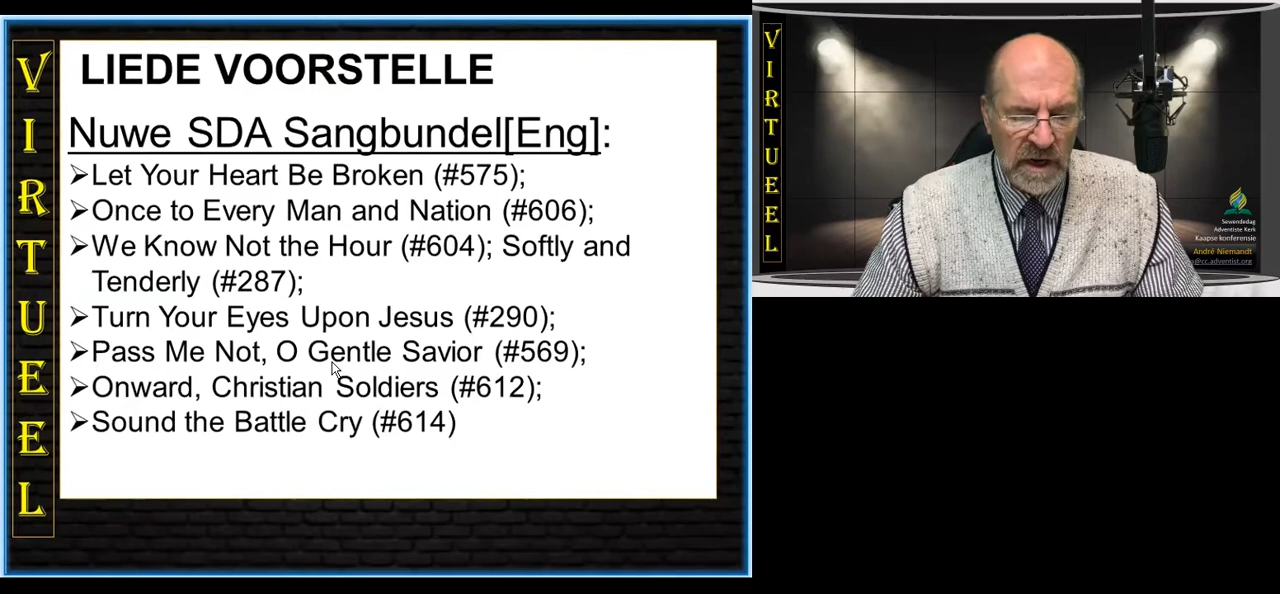 VIRTUEEL
LIEDE VOORSTELLE
Nuwe SDA Sangbundel[Eng]:
➢Let Your Heart Be Broken (#575);
➢Once to Every Man and Nation (#606);
➢We Know Not the Hour (#604); Softly and
Tenderly (#287);
➢Turn Your Eyes Upon Jesus (#290);
➢Pass Me Not, O Gentle Savior (#569);
➢Onward, Christian Soldiers (#612);
➢Sound the Battle Cry (#614)
VIRTUEEL
Sewendedag
Adventiste Kerk
Kaapse konferensie
André Niemandt
@cc.adventist.org